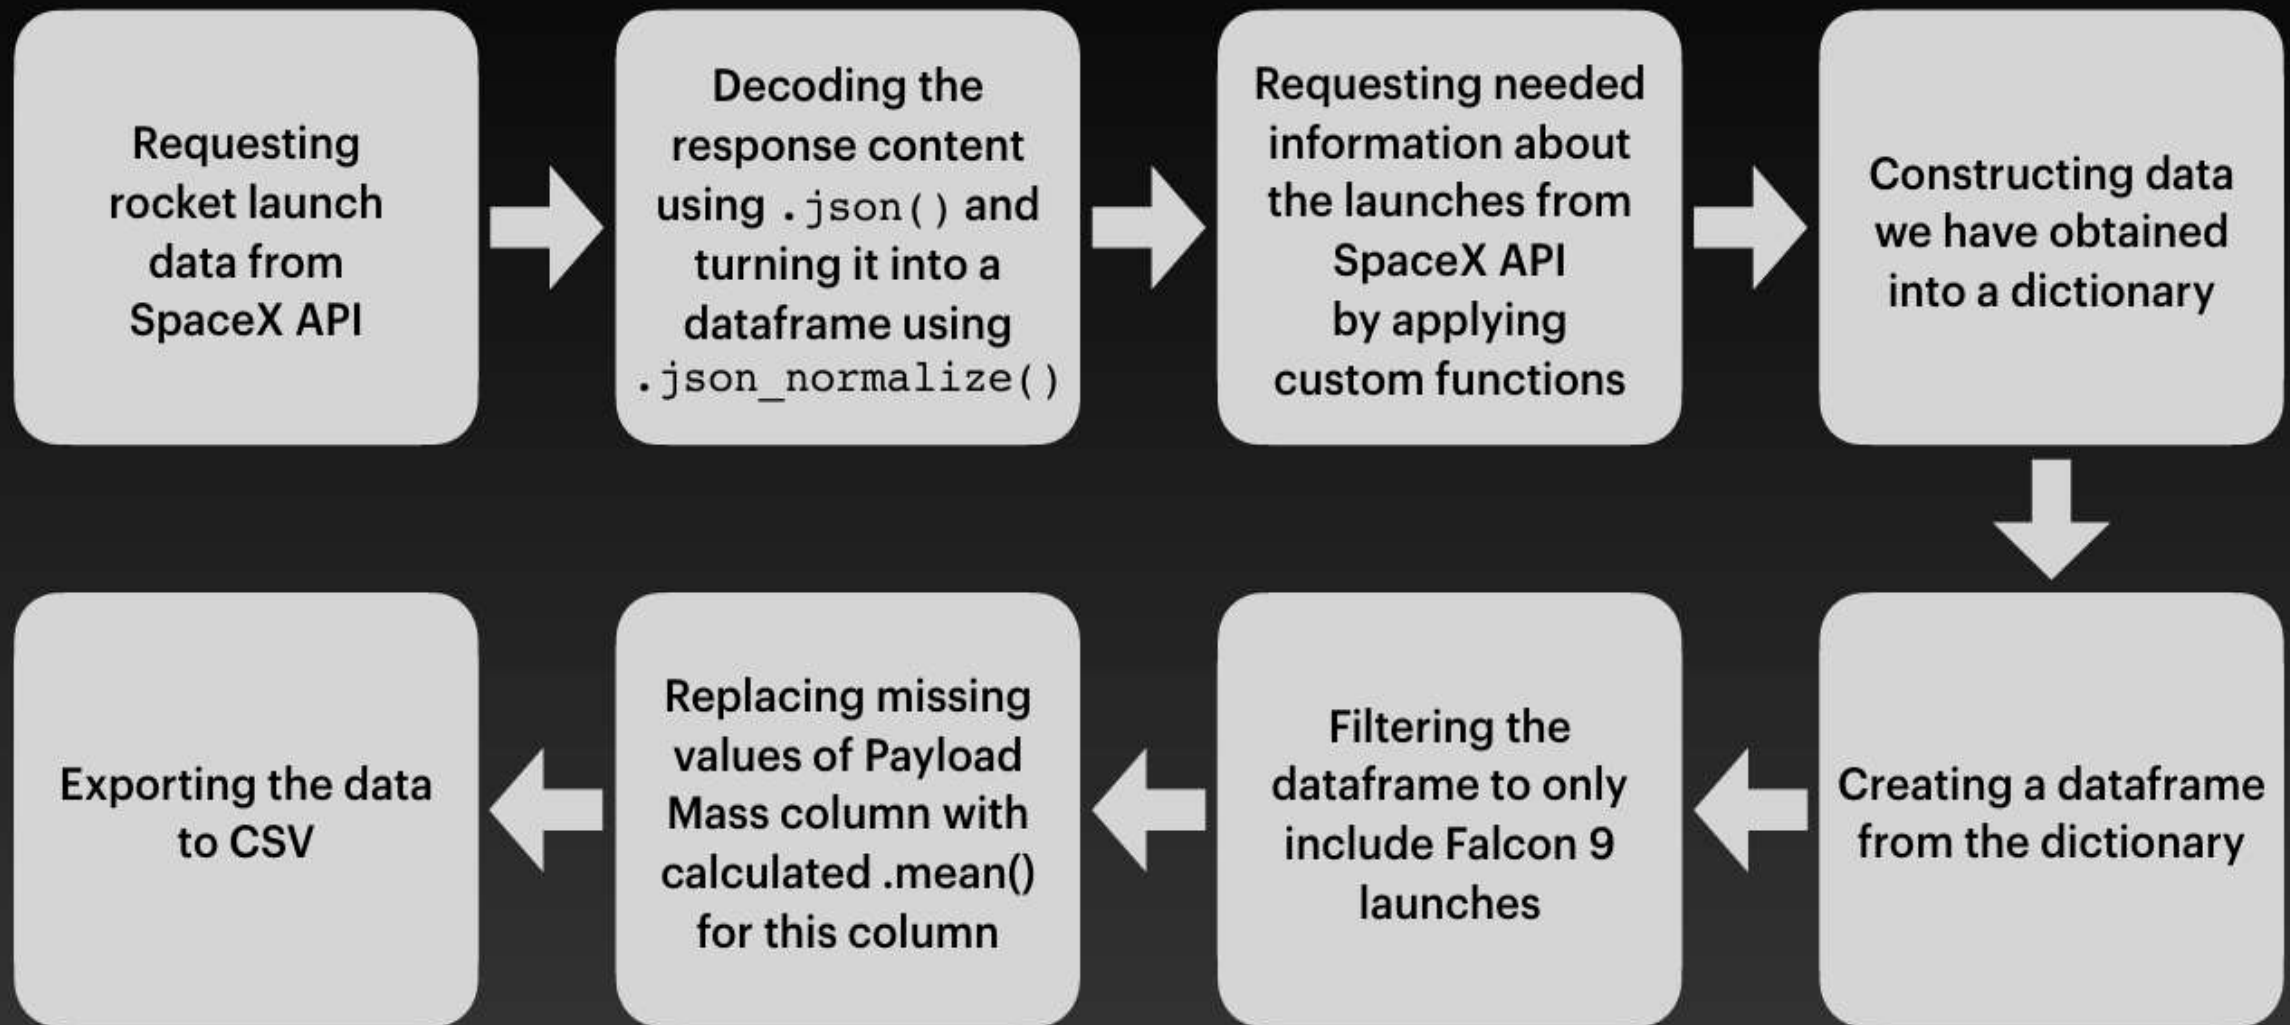 Requesting
rocket launch
data from
SpaceX API
Decoding the
response content
using .json() and
turning it into a
dataframe using
.json_normalize()
Requesting needed
information about
the launches from
SpaceX API
by applying
custom functions
Constructing data
we have obtained
into a dictionary
Creating a dataframe
from the dictionary
Filtering the
dataframe to only
include Falcon 9
launches
Replacing missing
values of Payload
Mass column with
calculated .mean()
for this column
Exporting the data
to CSV